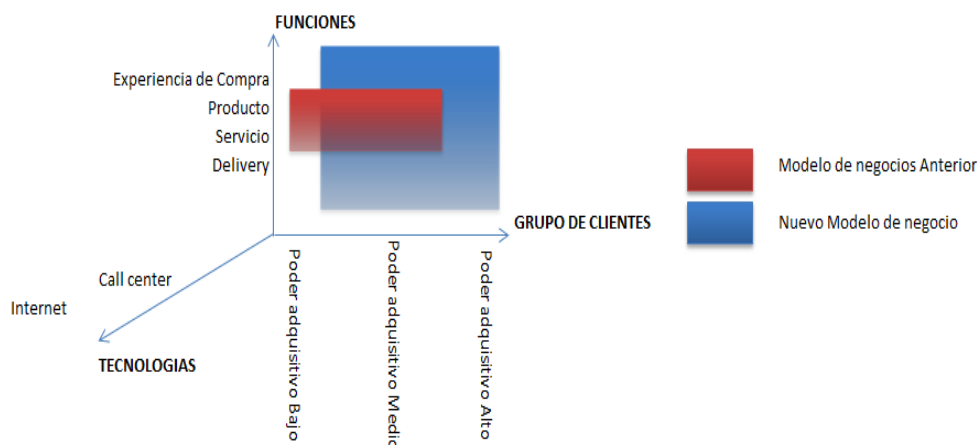 FUNCIONES
Experiencia de Compra
Producto
Servicio
Delivery
Modelo de negocios Anterior
Nuevo Modelo de negocio
GRUPO DE CLIENTES
Call center
Internet
TECNOLOGIAS
Poder adquisitivo Bajo
Poder adquisitivo Medio
Poder adquisitivo Alto